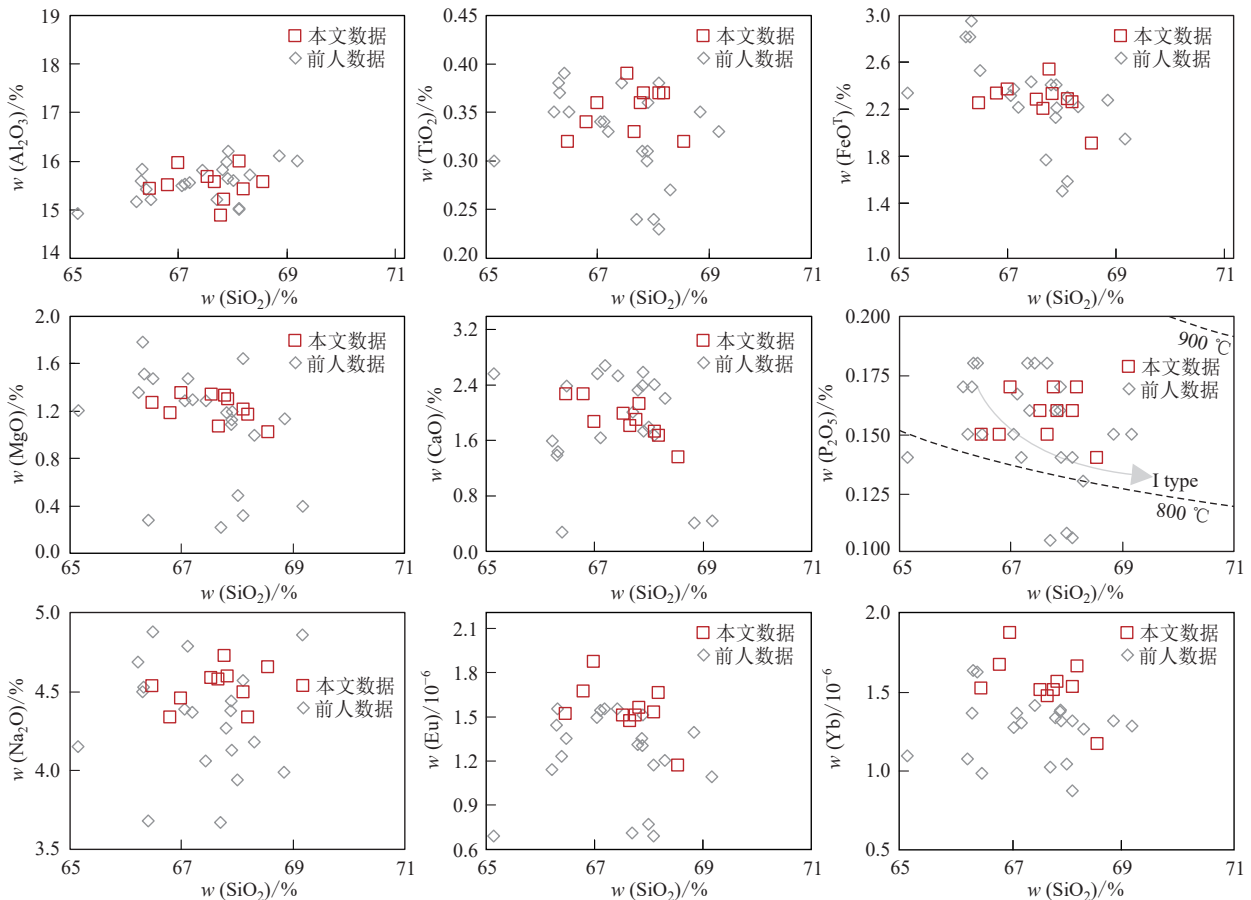 w (Al2O3)/%
19
18
17
16
15
14
65
67
69
71
w (SiO2)/%
本文数据
前人数据
w (TiO2)/%
0.45
0.40
0.35
0.30
0.25
0.20
65
67
69
71
w (SiO2)/%
本文数据
前人数据
w (FeOT)/%
3.0
2.6
2.2
1.8
1.4
1.0
65
67
69
71
w (SiO2)/%
本文数据
前人数据
w (MgO)/%
2.0
1.6
1.2
0.8
0.4
0.0
65
67
69
71
w (SiO2)/%
本文数据
前人数据
w (CaO)/%
3.2
2.4
1.6
0.8
0.0
65
67
69
71
w (SiO2)/%
本文数据
前人数据
w (P2O5)/%
0.200
0.175
0.150
0.125
0.100
65
67
69
71
w (SiO2)/%
本文数据
前人数据
900 ℃
I type
800 ℃
w (Na2O)/%
5.0
4.5
4.0
3.5
65
67
69
71
w (SiO2)/%
本文数据
前人数据
w (Eu)/10-6
2.1
1.8
1.5
1.2
0.9
0.6
65
67
69
71
w (SiO2)/%
本文数据
前人数据
w (Yb)/10-6
2.0
1.5
1.0
0.5
65
67
69
71
w (SiO2)/%
本文数据
前人数据